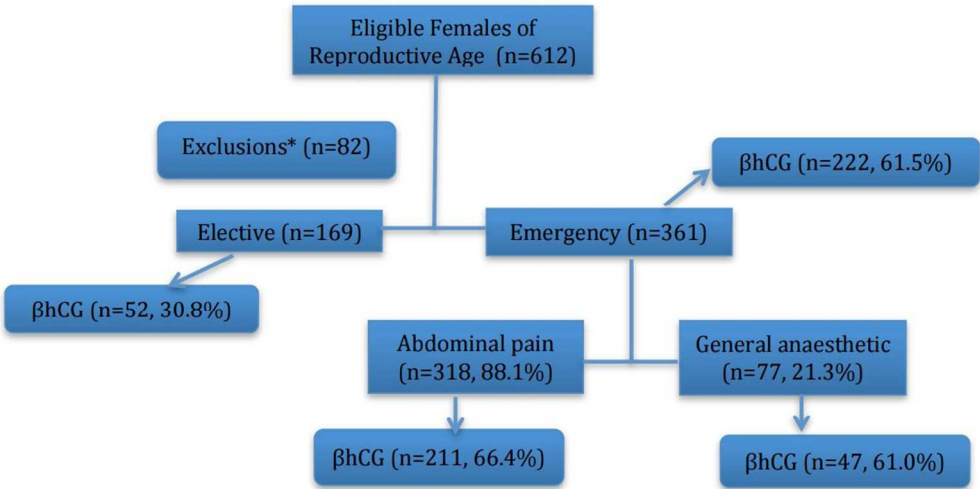 Eligible Females of
Reproductive Age (n=612)
Exclusions* (n=82)
βhCG (n=222, 61.5%)
Elective (n=169)
Emergency (n=361)
βhCG (n=52, 30.8%)
Abdominal pain
(n=318, 88.1%)
General anaesthetic
(n=77, 21.3%)
βhCG (n=211, 66.4%)
βhCG (n=47, 61.0%)